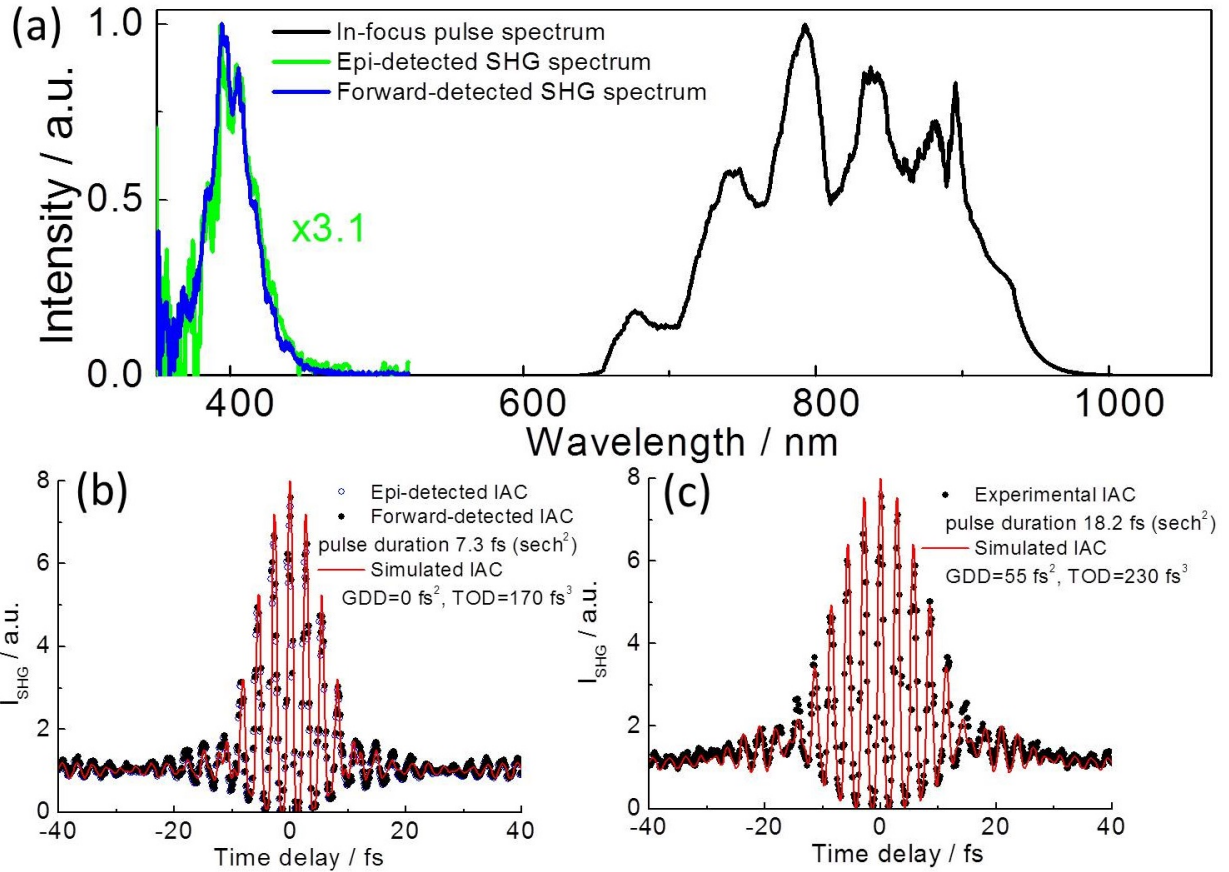 (a)
1.0
0.5
0.0
Intensity / a.u.
In-focus pulse spectrum
Epi-detected SHG spectrum
Forward-detected SHG spectrum
x3.1
400 600 800 1000
Wavelength / nm
(b)
8
6
4
2
0
I_SHG / a.u.
Epi-detected IAC
Forward-detected IAC
pulse duration 7.3 fs (sech²)
Simulated IAC
GDD=0 fs², TOD=170 fs³
-40 -20 0 20 40
Time delay / fs
(c)
8
6
4
2
0
I_SHG / a.u.
Experimental IAC
pulse duration 18.2 fs (sech²)
Simulated IAC
GDD=55 fs², TOD=230 fs³
-40 -20 0 20 40
Time delay / fs